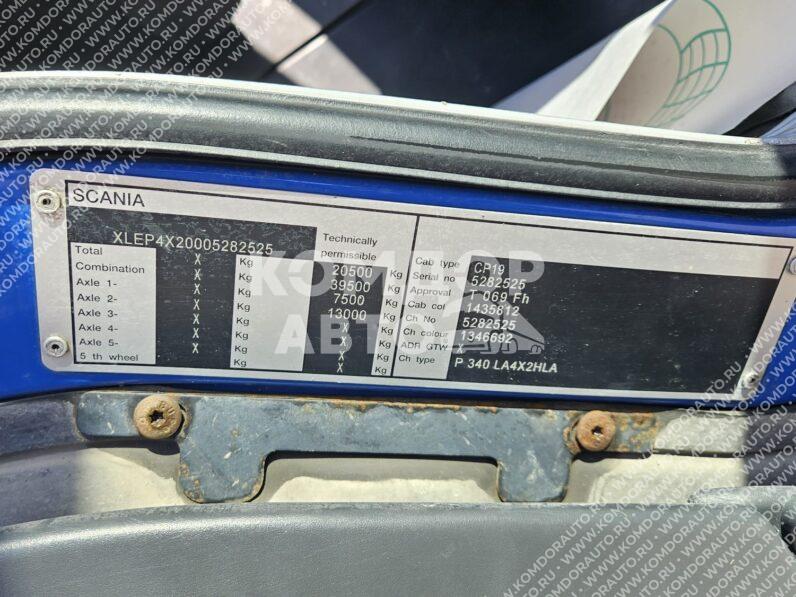 SCANIA
XLEP4X20005282525
Technically
permissible
Total X Kg 20500 Kg
Combination X Kg 39500 Kg
Axle 1- X Kg 7500 Kg
Axle 2- X Kg 13000 Kg
Axle 3- X Kg X Kg
Axle 4- X Kg X Kg
Axle 5- X Kg X Kg
5 th wheel X Kg X Kg
Cab type CP19
Serial no 5282525
Approval T 069 Fh
Cab col 1435812
Ch No 5282525
Ch colour 1346692
ADR GTW X
Ch type P 340 LA4X2HLA
КОМДОР
АВТО
WWW.KOMDORAUTO.RU